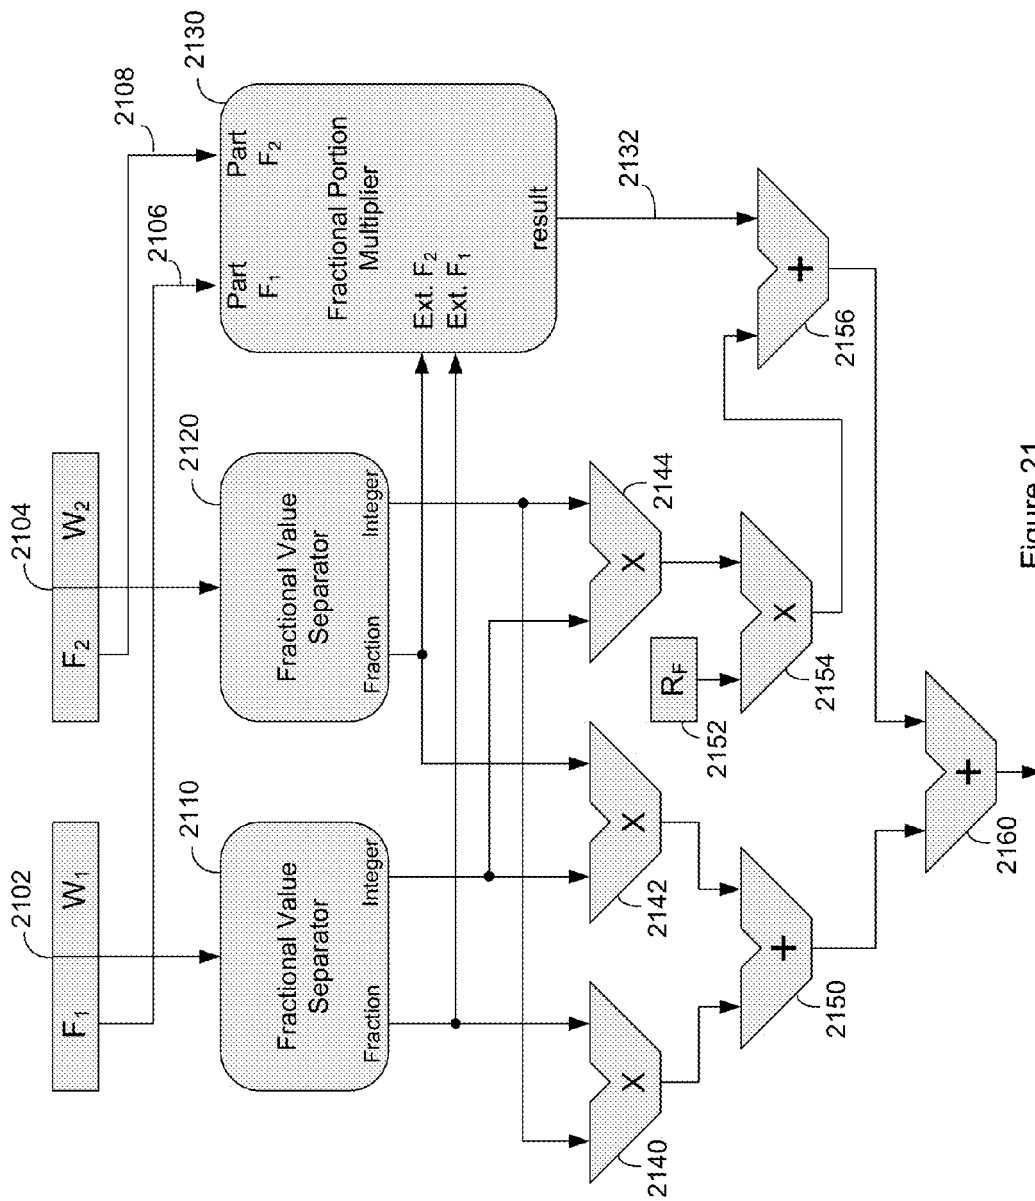 2102
F1 W1
2104
F2 W2
2106
2108
2110
Fractional Value
Separator
Fraction
Integer
2120
Fractional Value
Separator
Fraction
Integer
2130
Part
F1
Part
F2
Fractional Portion
Multiplier
Ext. F2
Ext. F1
result
2132
X
2140
X
2142
X
2144
+
2150
RF
2152
X
2154
+
2156
+
2160
Figure 21